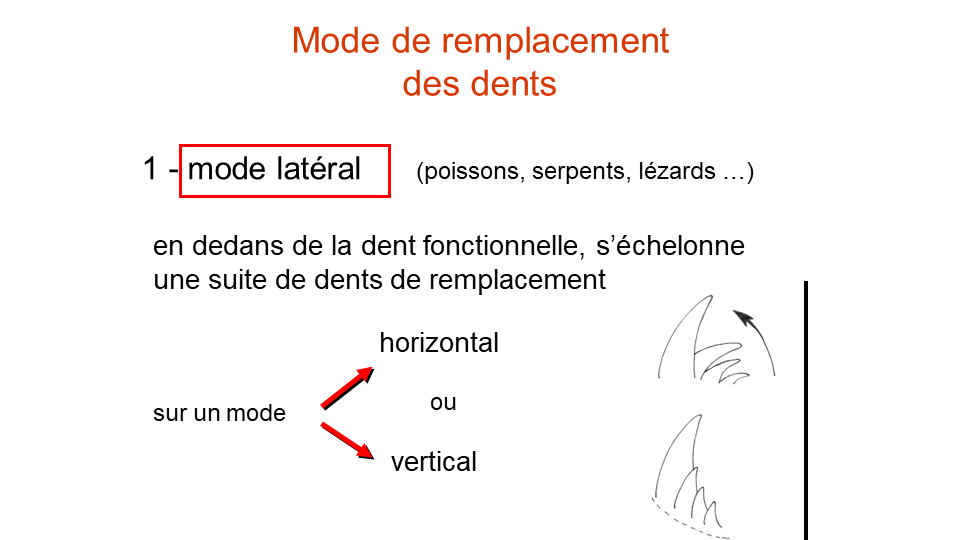 Mode de remplacement
des dents
1 - mode latéral (poissons, serpents, lézards …)
en dedans de la dent fonctionnelle, s’échelonne
une suite de dents de remplacement
horizontal
ou
sur un mode
vertical